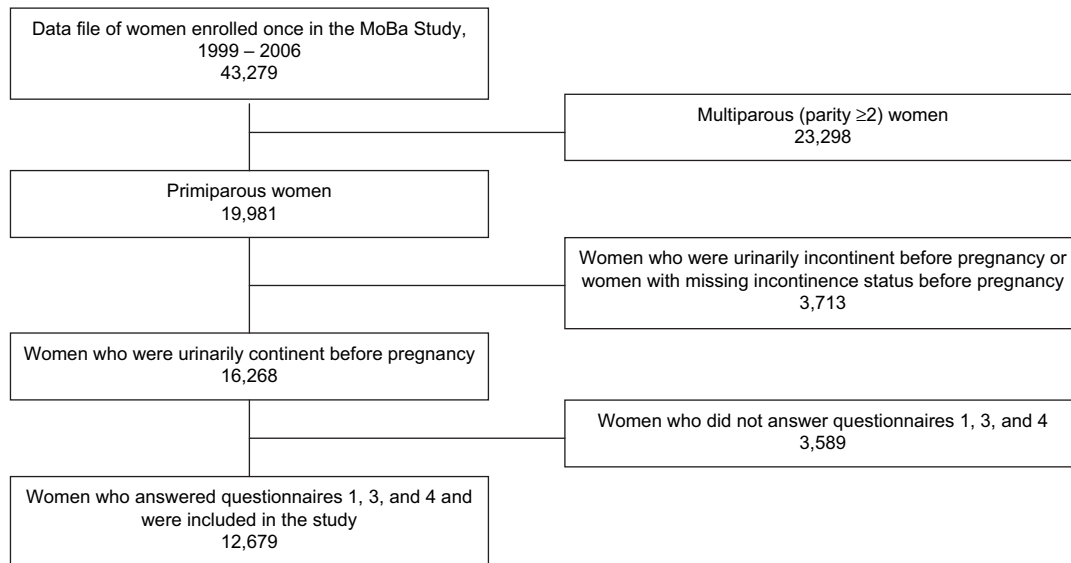 Data file of women enrolled once in the MoBa Study,
1999 – 2006
43,279
Multiparous (parity ≥2) women
23,298
Primiparous women
19,981
Women who were urinarily incontinent before pregnancy or
women with missing incontinence status before pregnancy
3,713
Women who were urinarily continent before pregnancy
16,268
Women who did not answer questionnaires 1, 3, and 4
3,589
Women who answered questionnaires 1, 3, and 4 and
were included in the study
12,679